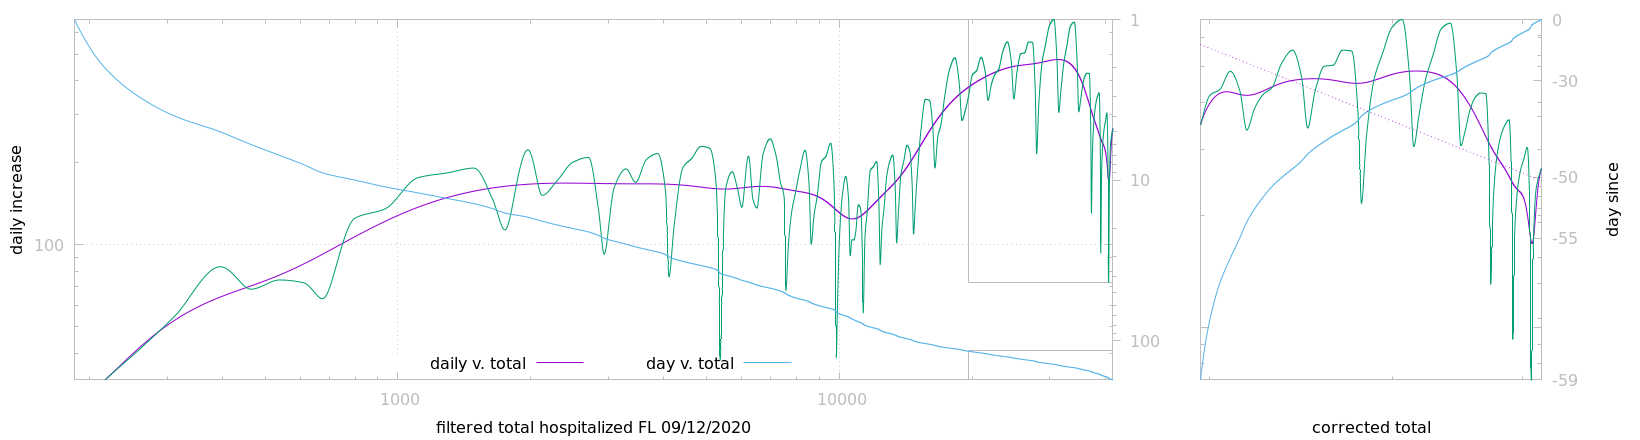 1
0
-30
daily increase
10
-50
day since
100
-55
100
daily v. total
day v. total
-59
1000
10000
filtered total hospitalized FL 09/12/2020
corrected total